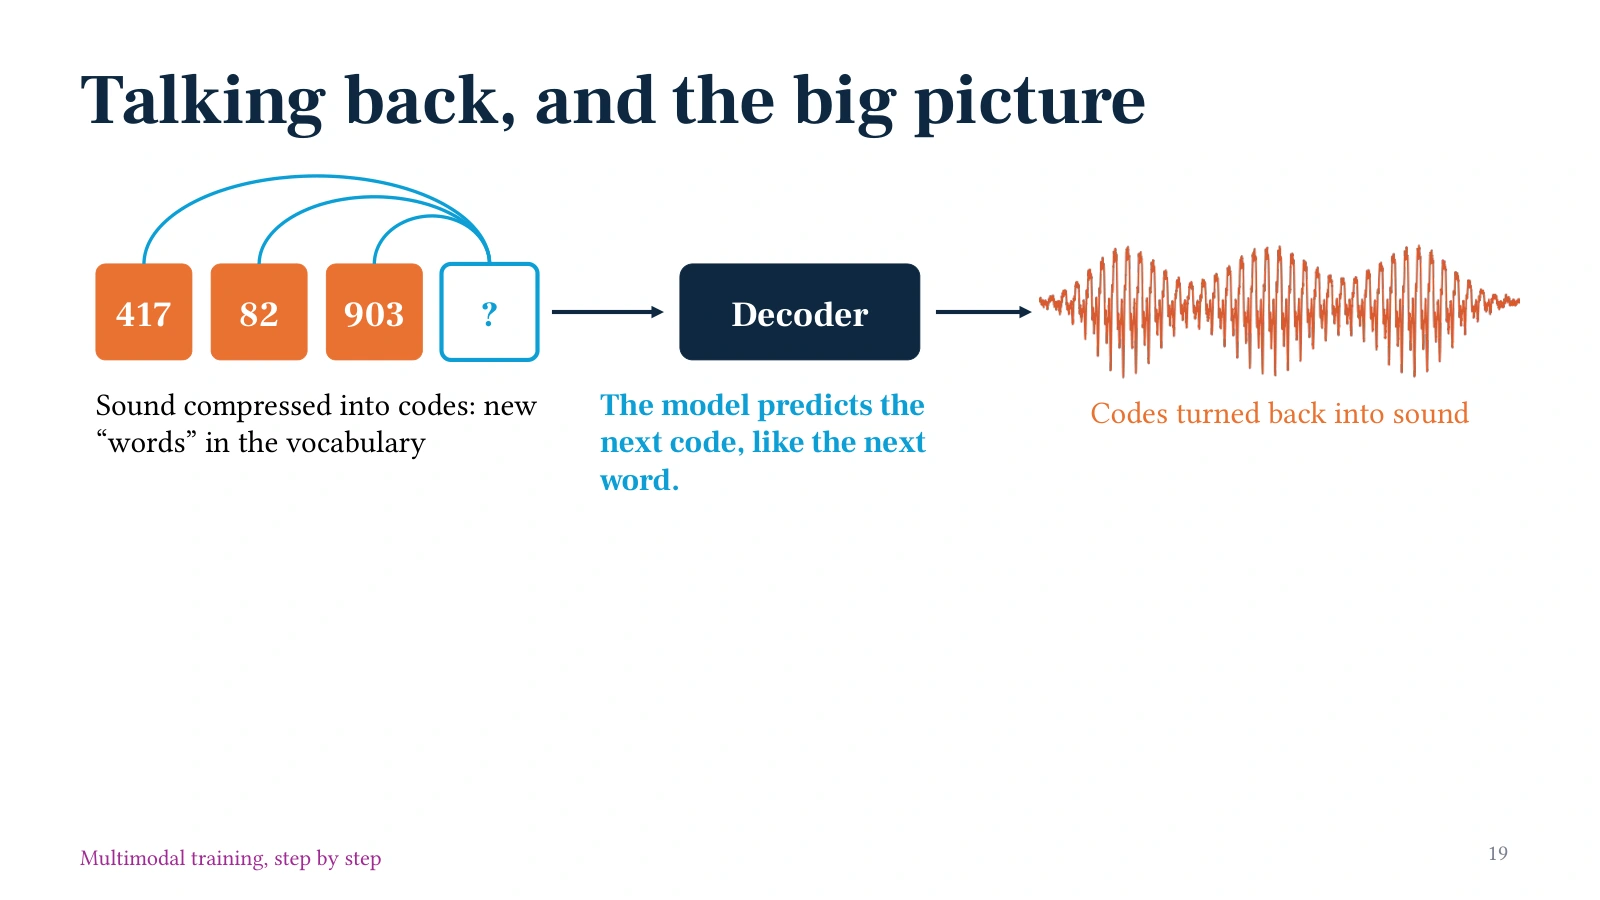 Talking back, and the big picture
417 82 903 ? Decoder
Sound compressed into codes: new
“words” in the vocabulary
The model predicts the
next code, like the next
word.
Codes turned back into sound
Multimodal training, step by step
19